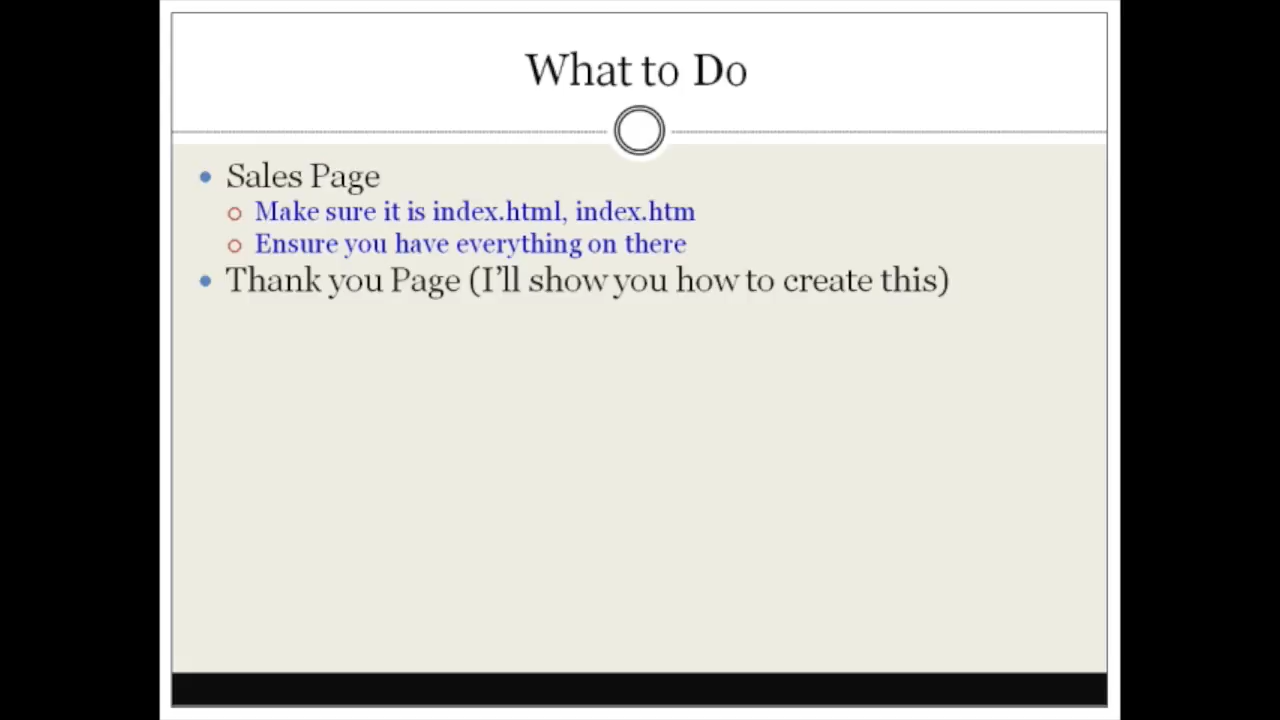 What to Do
Sales Page
Make sure it is index.html, index.htm
Ensure you have everything on there
Thank you Page (I'll show you how to create this)